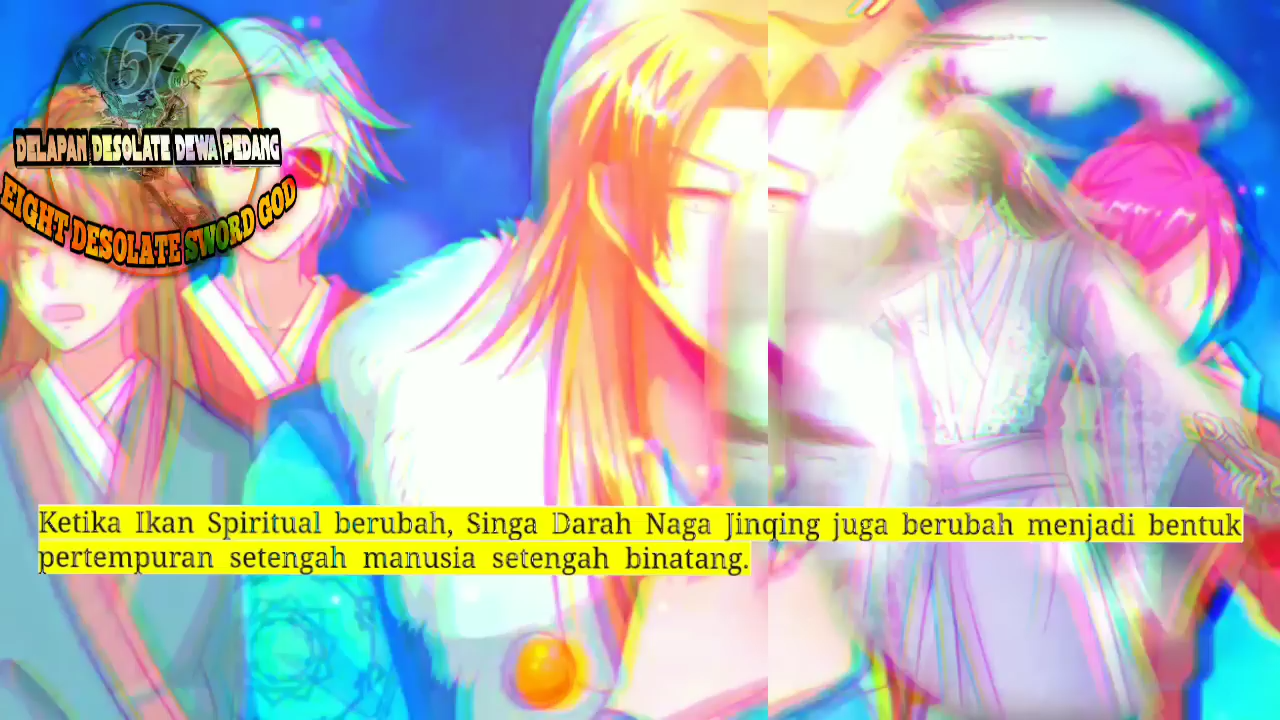 67
DELAPAN DESOLATE DEWA PEDANG
EIGHT DESOLATE SWORD GOD
Ketika Ikan Spiritual berubah, Singa Darah Naga Jinqing juga berubah menjadi bentuk
pertempuran setengah manusia setengah binatang.